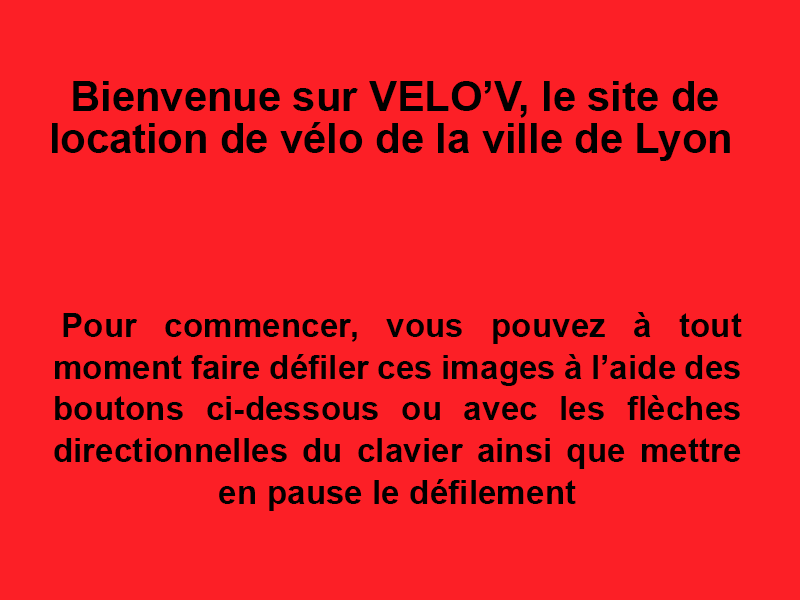 Bienvenue sur VELO’V, le site de
location de vélo de la ville de Lyon
Pour commencer, vous pouvez à tout
moment faire défiler ces images à l’aide des
boutons ci-dessous ou avec les flèches
directionnelles du clavier ainsi que mettre
en pause le défilement